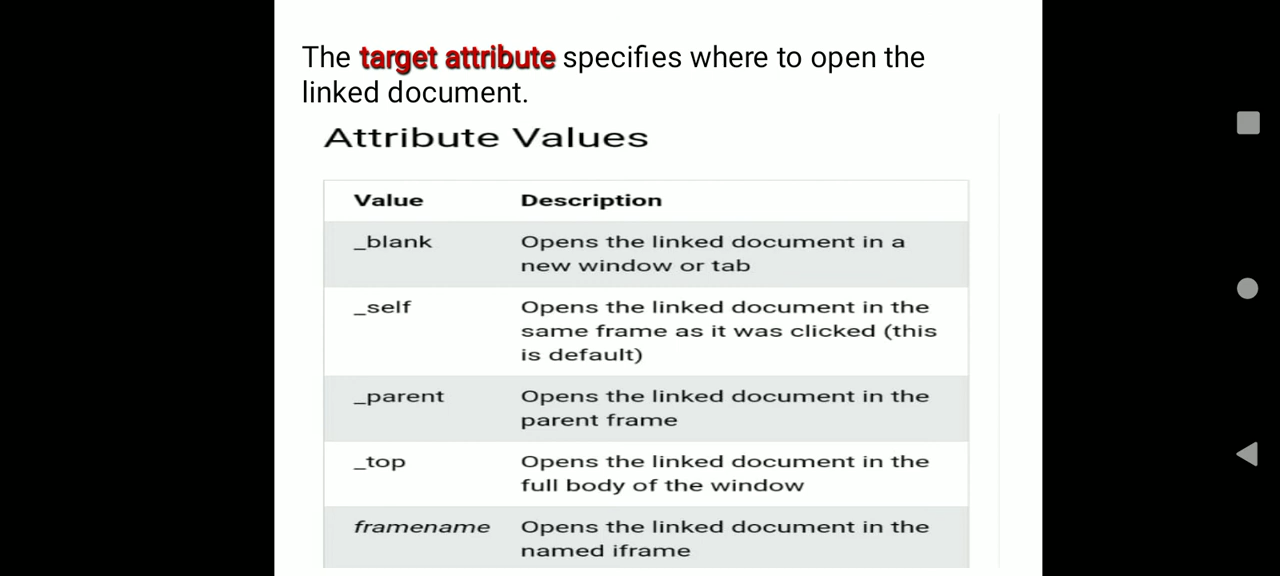 The target attribute specifies where to open the
linked document.
Attribute Values
Value Description
_blank Opens the linked document in a
new window or tab
_self Opens the linked document in the
same frame as it was clicked (this
is default)
_parent Opens the linked document in the
parent frame
_top Opens the linked document in the
full body of the window
framename Opens the linked document in the
named iframe